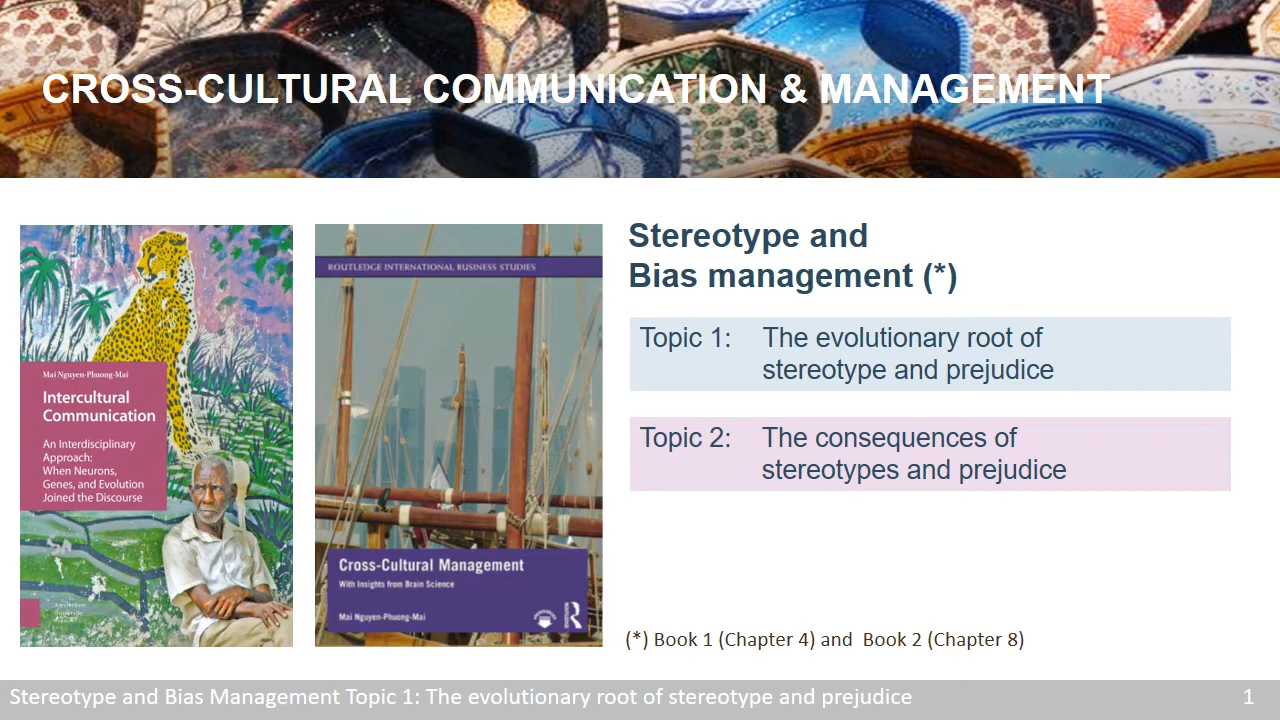 CROSS-CULTURAL COMMUNICATION & MANAGEMENT
Mai Nguyen-Phuong-Mai
Intercultural
Communication
An Interdisciplinary
Approach:
When Neurons,
Genes, and Evolution
Joined the Discourse
Amsterdam
University
ROUTLEDGE INTERNATIONAL BUSINESS STUDIES
Cross-Cultural Management
With Insights from Brain Science
Mai Nguyen-Phuong-Mai
ROUTLEDGE
Stereotype and
Bias management (*)
Topic 1: The evolutionary root of
stereotype and prejudice
Topic 2: The consequences of
stereotypes and prejudice
(*) Book 1 (Chapter 4) and Book 2 (Chapter 8)
Stereotype and Bias Management Topic 1: The evolutionary root of stereotype and prejudice 1